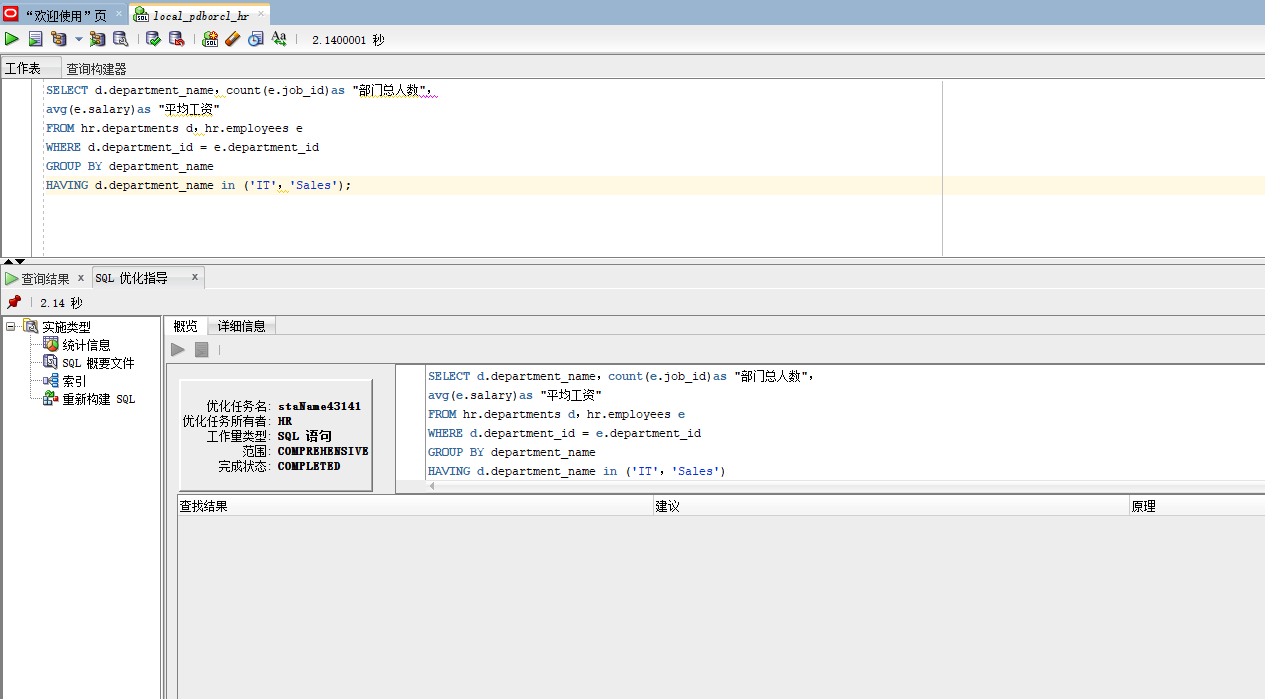 “欢迎使用”页
local_pdborcl_hr
2.1400001 秒
工作表
查询构建器
SELECT d.department_name，count(e.job_id)as "部门总人数"，
avg(e.salary)as "平均工资"
FROM hr.departments d，hr.employees e
WHERE d.department_id = e.department_id
GROUP BY department_name
HAVING d.department_name in ('IT'，'Sales');
查询结果
SQL 优化指导
2.14 秒
实施类型
统计信息
SQL 概要文件
索引
重新构建 SQL
概览
详细信息
优化任务名: staName43141
优化任务所有者: HR
工作量类型: SQL 语句
范围: COMPREHENSIVE
完成状态: COMPLETED
SELECT d.department_name，count(e.job_id)as "部门总人数"，
avg(e.salary)as "平均工资"
FROM hr.departments d，hr.employees e
WHERE d.department_id = e.department_id
GROUP BY department_name
HAVING d.department_name in ('IT'，'Sales')
查找结果
建议
原理